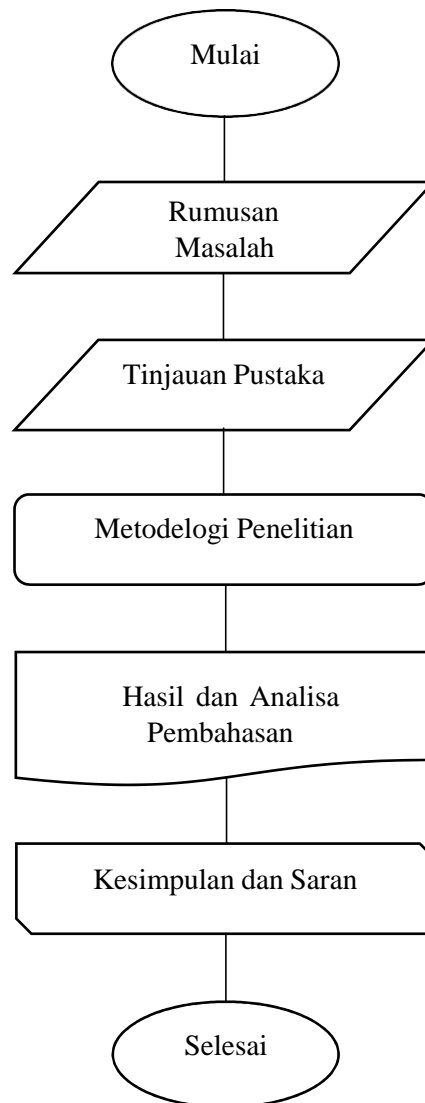 Mulai
Rumusan
Masalah
Tinjauan Pustaka
Metodelogi Penelitian
Hasil dan Analisa
Pembahasan
Kesimpulan dan Saran
Selesai